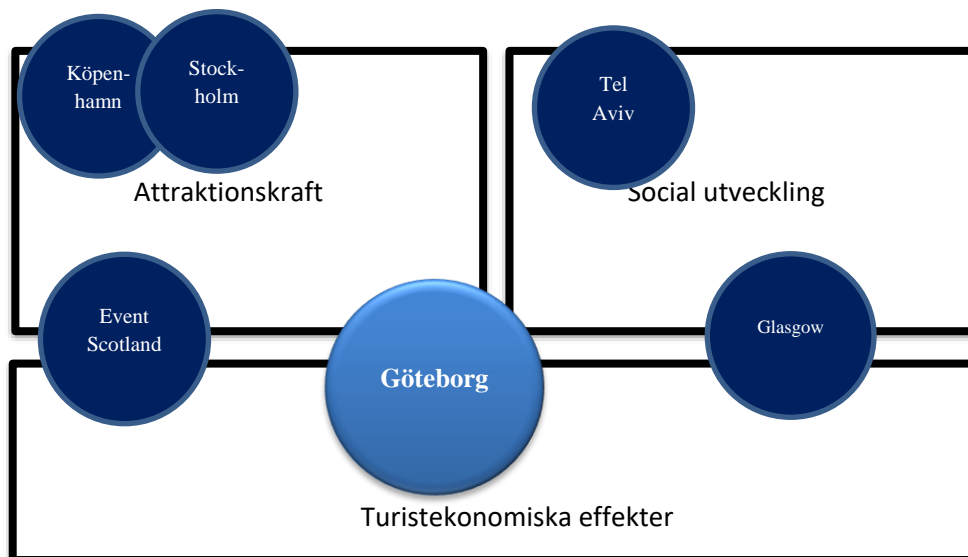 Köpen-
hamn
Stock-
holm
Attraktionskraft
Tel
Aviv
Social utveckling
Event
Scotland
Göteborg
Glasgow
Turistekonomiska effekter